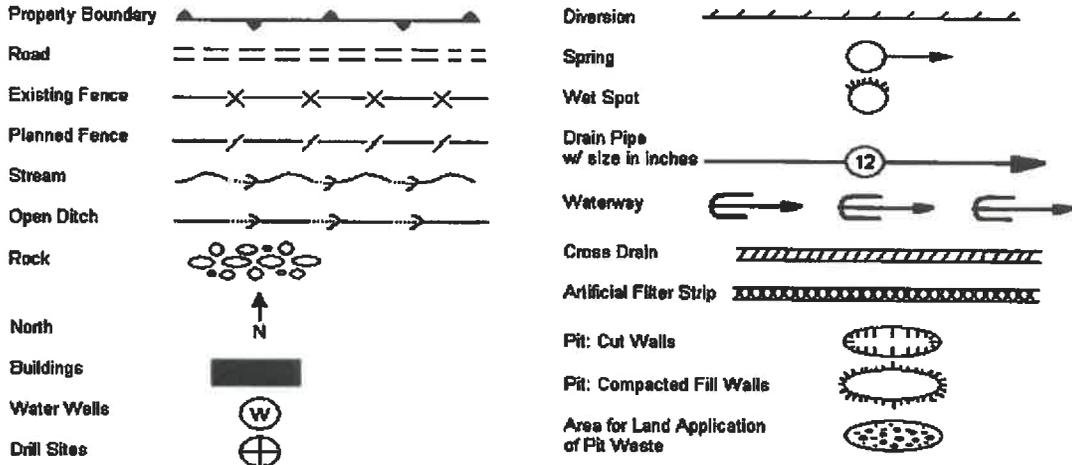 Property Boundary
Road
Existing Fence
Planned Fence
Stream
Open Ditch
Rock
North
N
Buildings
Water Wells
W
Drill Sites
Diversion
Spring
Wet Spot
Drain Pipe
w/ size in inches
12
Waterway
Cross Drain
Artificial Filter Strip
Pit: Cut Walls
Pit: Compacted Fill Walls
Area for Land Application
of Pit Waste